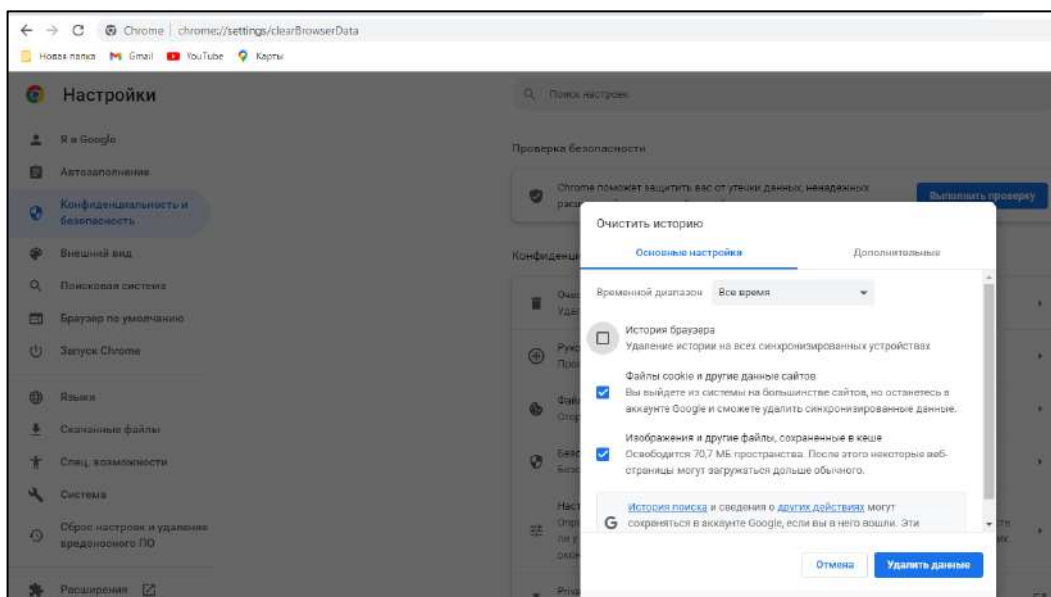 Chrome | chrome://settings/clearBrowserData
Новая папка Gmail YouTube Карты
Настройки
Поиск настроек
Я и Google
Автозаполнение
Конфиденциальность и
безопасность
Внешний вид
Поисковая система
Браузер по умолчанию
Запуск Chrome
Языки
Скачанные файлы
Спец. возможности
Система
Сброс настроек и удаление
вредоносного ПО
Расширения
Проверка безопасности
Chrome поможет защитить вас от утечки данных, ненадежных
Выполнить проверку
Конфиденци
Очистить историю
Основные настройки Дополнительные
Временной диапазон Все время
История браузера
Удаление истории на всех синхронизированных устройствах
Файлы cookie и другие данные сайтов
Вы выйдете из системы на большинстве сайтов, но останетесь в
аккаунте Google и сможете удалить синхронизированные данные.
Изображения и другие файлы, сохраненные в кеше
Освободится 70,7 МБ пространства. После этого некоторые веб-
страницы могут загружаться дольше обычного.
История поиска и сведения о других действиях могут
сохраняться в аккаунте Google, если вы в него вошли. Эти
Отмена Удалить данные